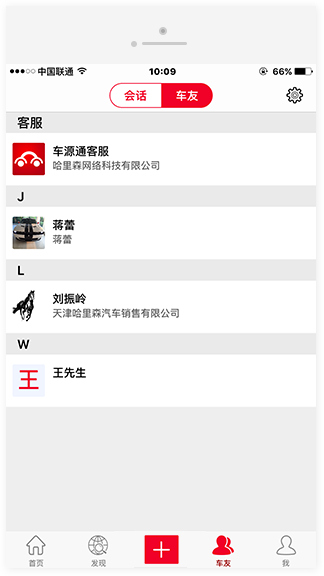 中国联通 10:09 66%
会话 车友
客服
车源通客服
哈里森网络科技有限公司
J
蒋蕾
蒋蕾
L
刘振岭
天津哈里森汽车销售有限公司
W
王 王先生
首页 发现 车友 我